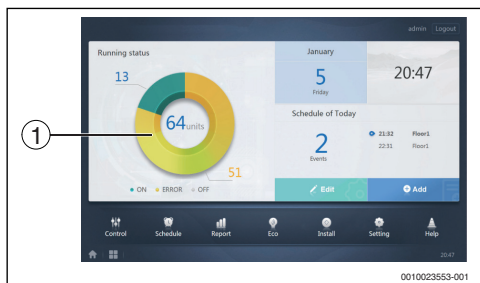 admin Logout
Running status
13
64 units
51
ON ERROR OFF
January
5
Friday
20:47
Schedule of Today
2
Events
21:32 Floor1
22:31 Floor1
Edit
Add
Control Schedule Report Eco Install Setting Help
20:47
1
0010023553-001